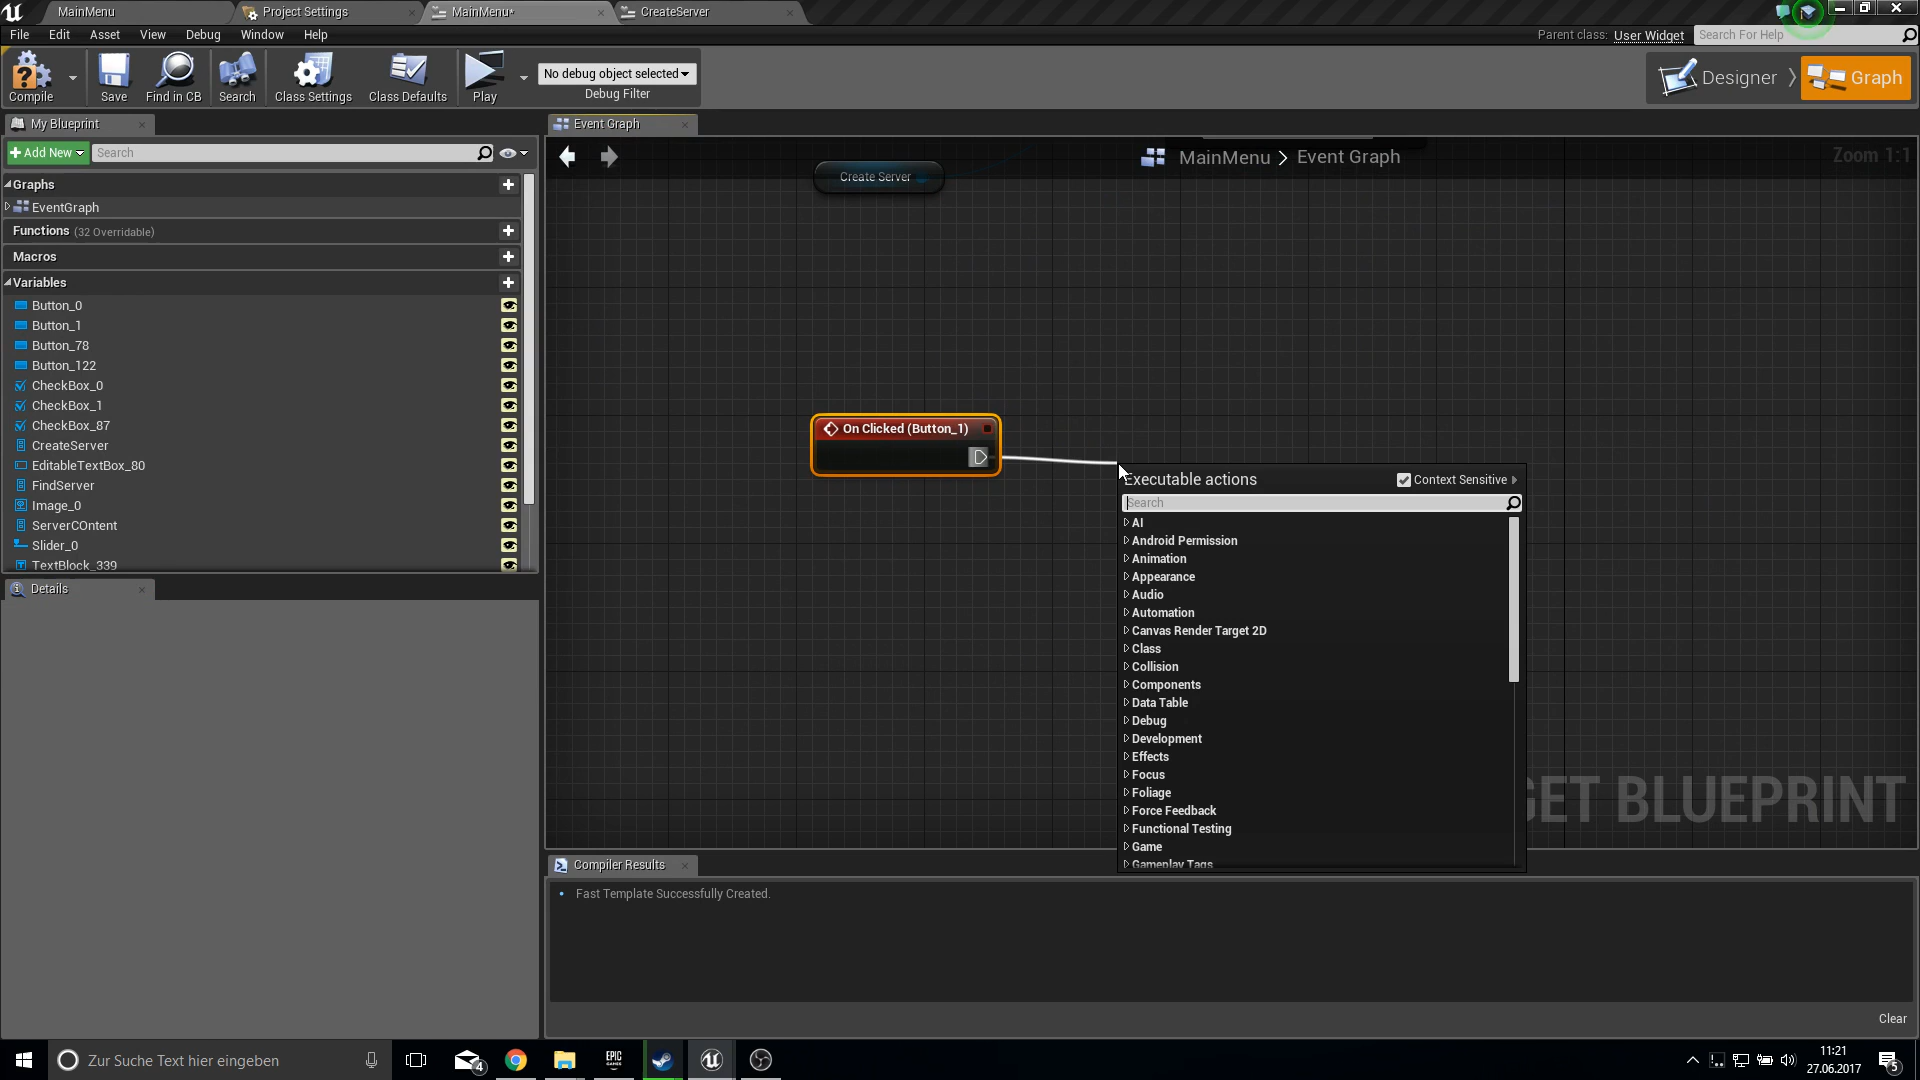 MainMenu
Project Settings
MainMenu*
CreateServer
File
Edit
Asset
View
Debug
Window
Help
Parent class: User Widget
Search For Help
Compile
Save
Find in CB
Search
Class Settings
Class Defaults
Play
No debug object selected
Debug Filter
Designer
Graph
My Blueprint
Event Graph
Add New
Search
MainMenu > Event Graph
Zoom 1:1
Graphs
EventGraph
Functions (32 Overridable)
Macros
Variables
Button_0
Button_1
Button_78
Button_122
CheckBox_0
CheckBox_1
CheckBox_87
CreateServer
EditableTextBox_80
FindServer
Image_0
ServerCOntent
Slider_0
TextBlock_339
Details
Create Server
On Clicked (Button_1)
Executable actions
Context Sensitive
Search
AI
Android Permission
Animation
Appearance
Audio
Automation
Canvas Render Target 2D
Class
Collision
Components
Data Table
Debug
Development
Effects
Focus
Foliage
Force Feedback
Functional Testing
Game
Gameplay Tags
GET BLUEPRINT
Compiler Results
Fast Template Successfully Created.
Clear
Zur Suche Text hier eingeben
4
EPIC
GAMES
11:21
27.06.2017
5